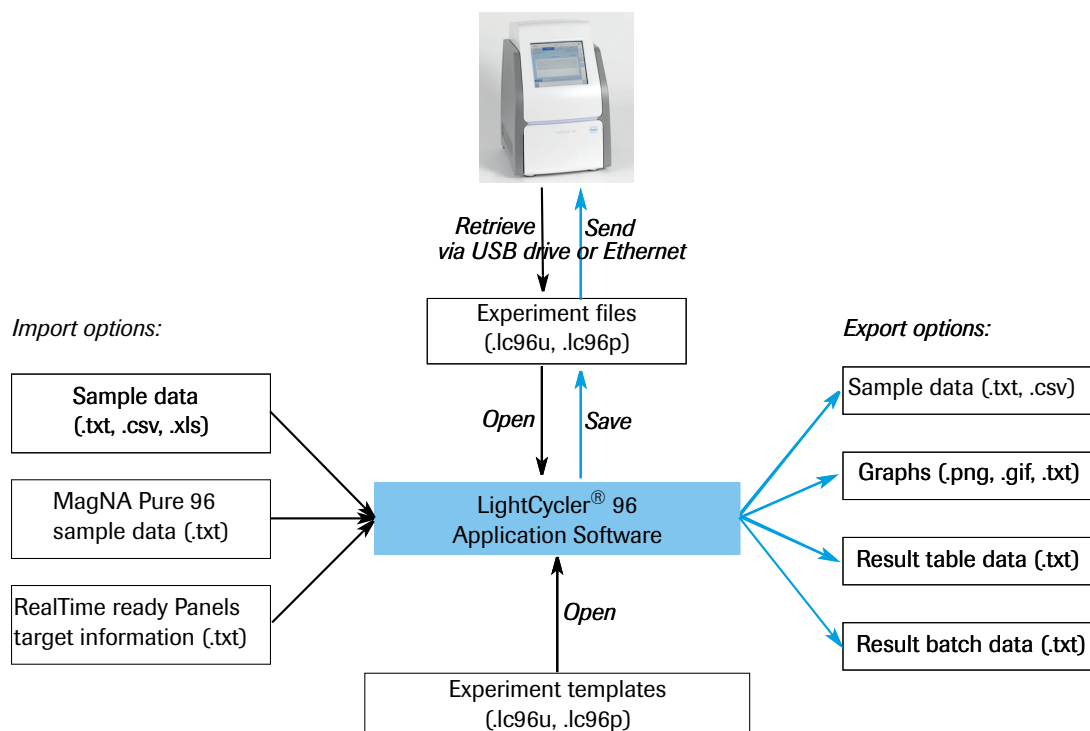 Retrieve
Send
via USB drive or Ethernet
Experiment files
(.lc96u, .lc96p)
Import options:
Export options:
Sample data
(.txt, .csv, .xls)
Sample data (.txt, .csv)
Open
Save
Graphs (.png, .gif, .txt)
MagNA Pure 96
sample data (.txt)
LightCycler® 96
Application Software
Result table data (.txt)
RealTime ready Panels
target information (.txt)
Open
Result batch data (.txt)
Experiment templates
(.lc96u, .lc96p)